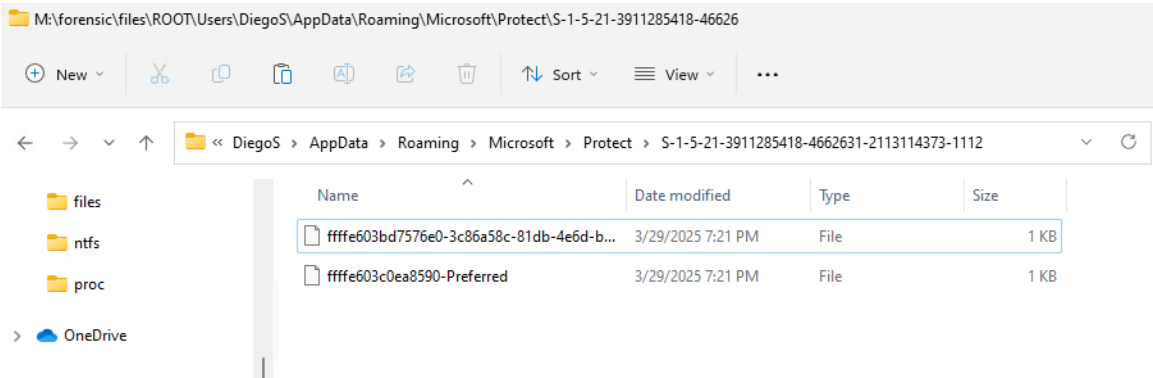 M:\forensic\files\ROOT\Users\DiegoS\AppData\Roaming\Microsoft\Protect\S-1-5-21-3911285418-46626
New Sort View ...
« DiegoS > AppData > Roaming > Microsoft > Protect > S-1-5-21-3911285418-4662631-2113114373-1112
files
ntfs
proc
OneDrive
Name Date modified Type Size
ffffe603bd7576e0-3c86a58c-81db-4e6d-b... 3/29/2025 7:21 PM File 1 KB
ffffe603c0ea8590-Preferred 3/29/2025 7:21 PM File 1 KB